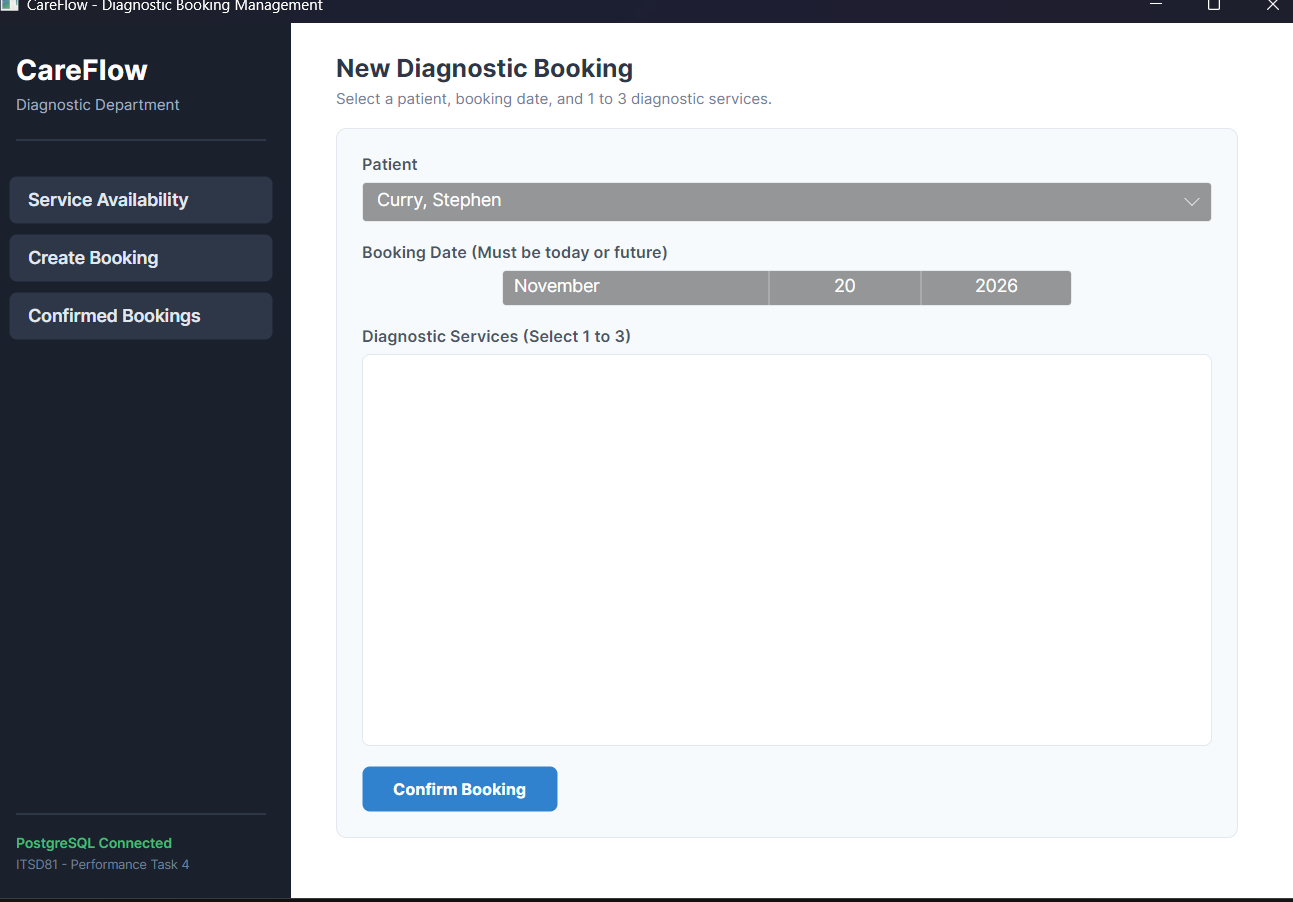 CareFlow - Diagnostic Booking Management
CareFlow
Diagnostic Department
Service Availability
Create Booking
Confirmed Bookings
PostgreSQL Connected
ITSD81 - Performance Task 4
New Diagnostic Booking
Select a patient, booking date, and 1 to 3 diagnostic services.
Patient
Curry, Stephen
Booking Date (Must be today or future)
November 20 2026
Diagnostic Services (Select 1 to 3)
Confirm Booking